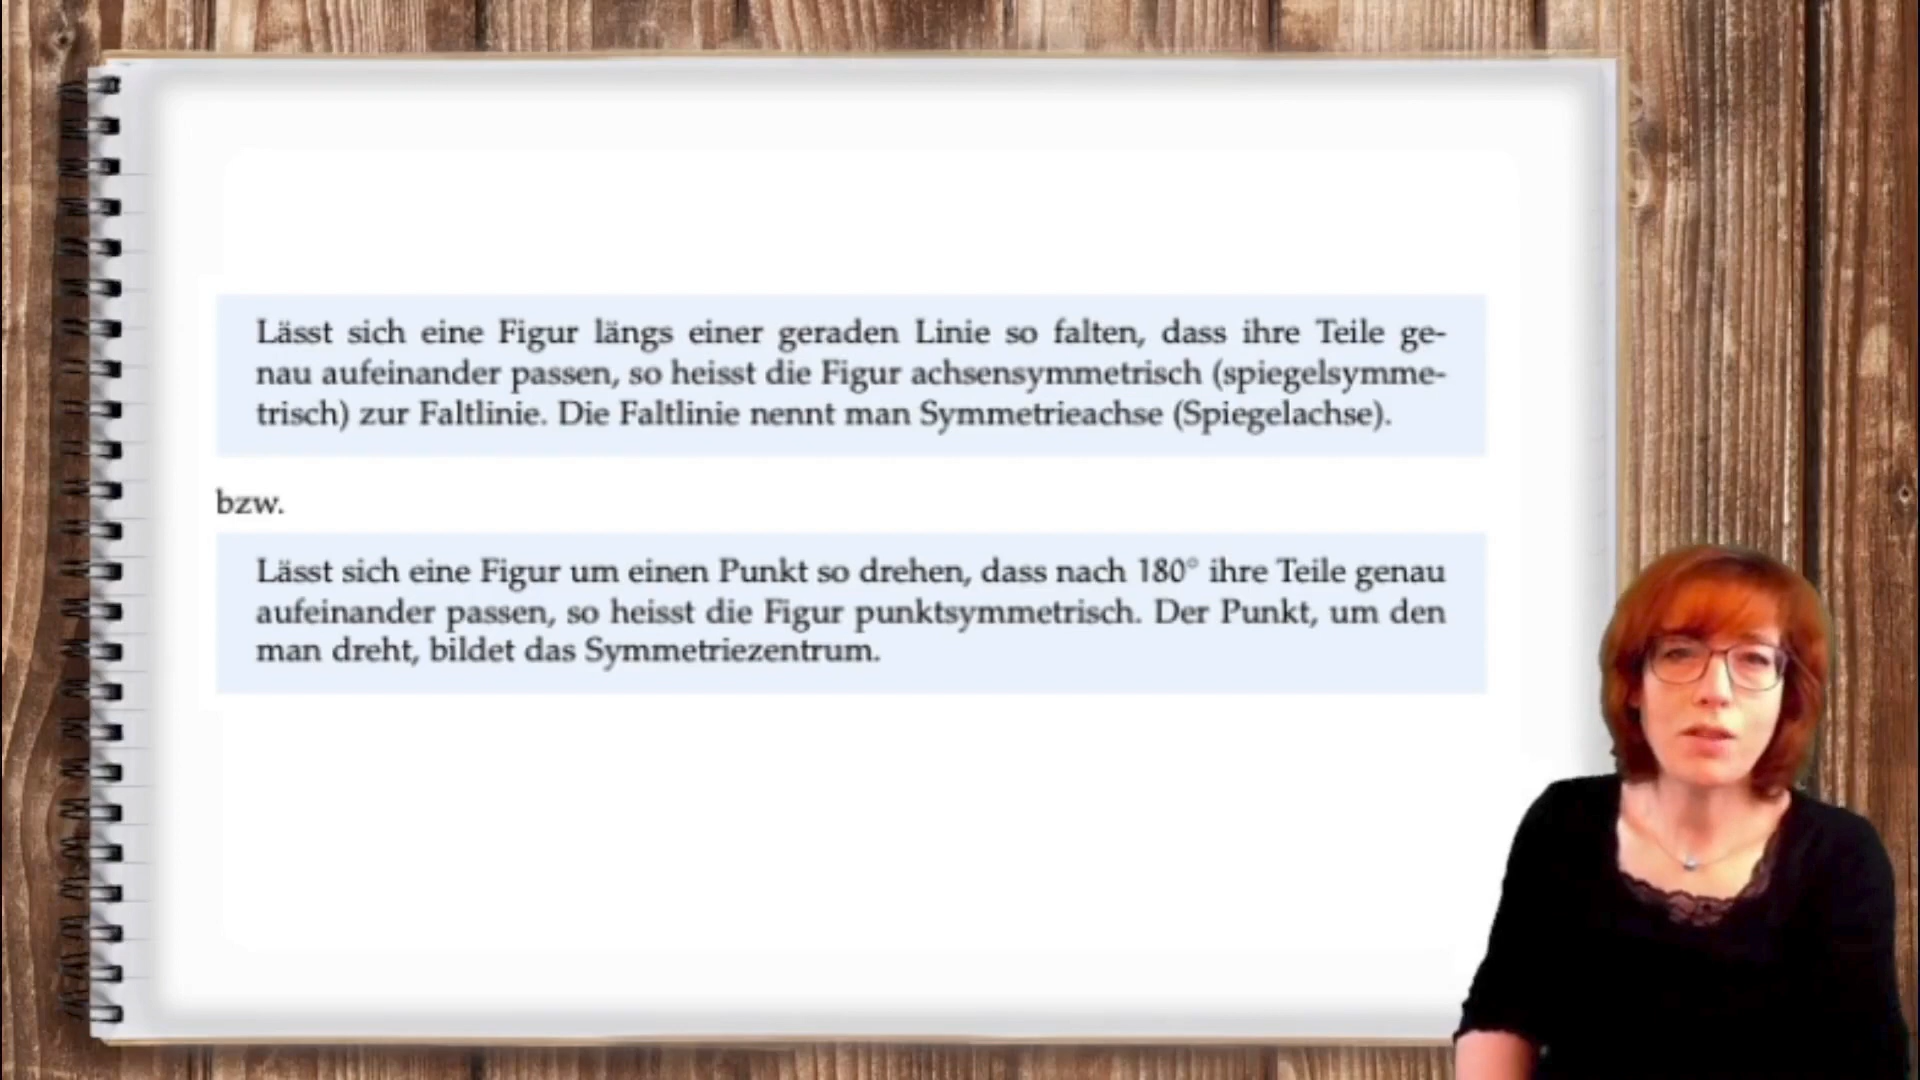 Lässt sich eine Figur längs einer geraden Linie so falten, dass ihre Teile ge-
nau aufeinander passen, so heisst die Figur achsensymmetrisch (spiegelsymme-
trisch) zur Faltlinie. Die Faltlinie nennt man Symmetrieachse (Spiegelachse).
bzw.
Lässt sich eine Figur um einen Punkt so drehen, dass nach 180° ihre Teile genau
aufeinander passen, so heisst die Figur punktsymmetrisch. Der Punkt, um den
man dreht, bildet das Symmetriezentrum.